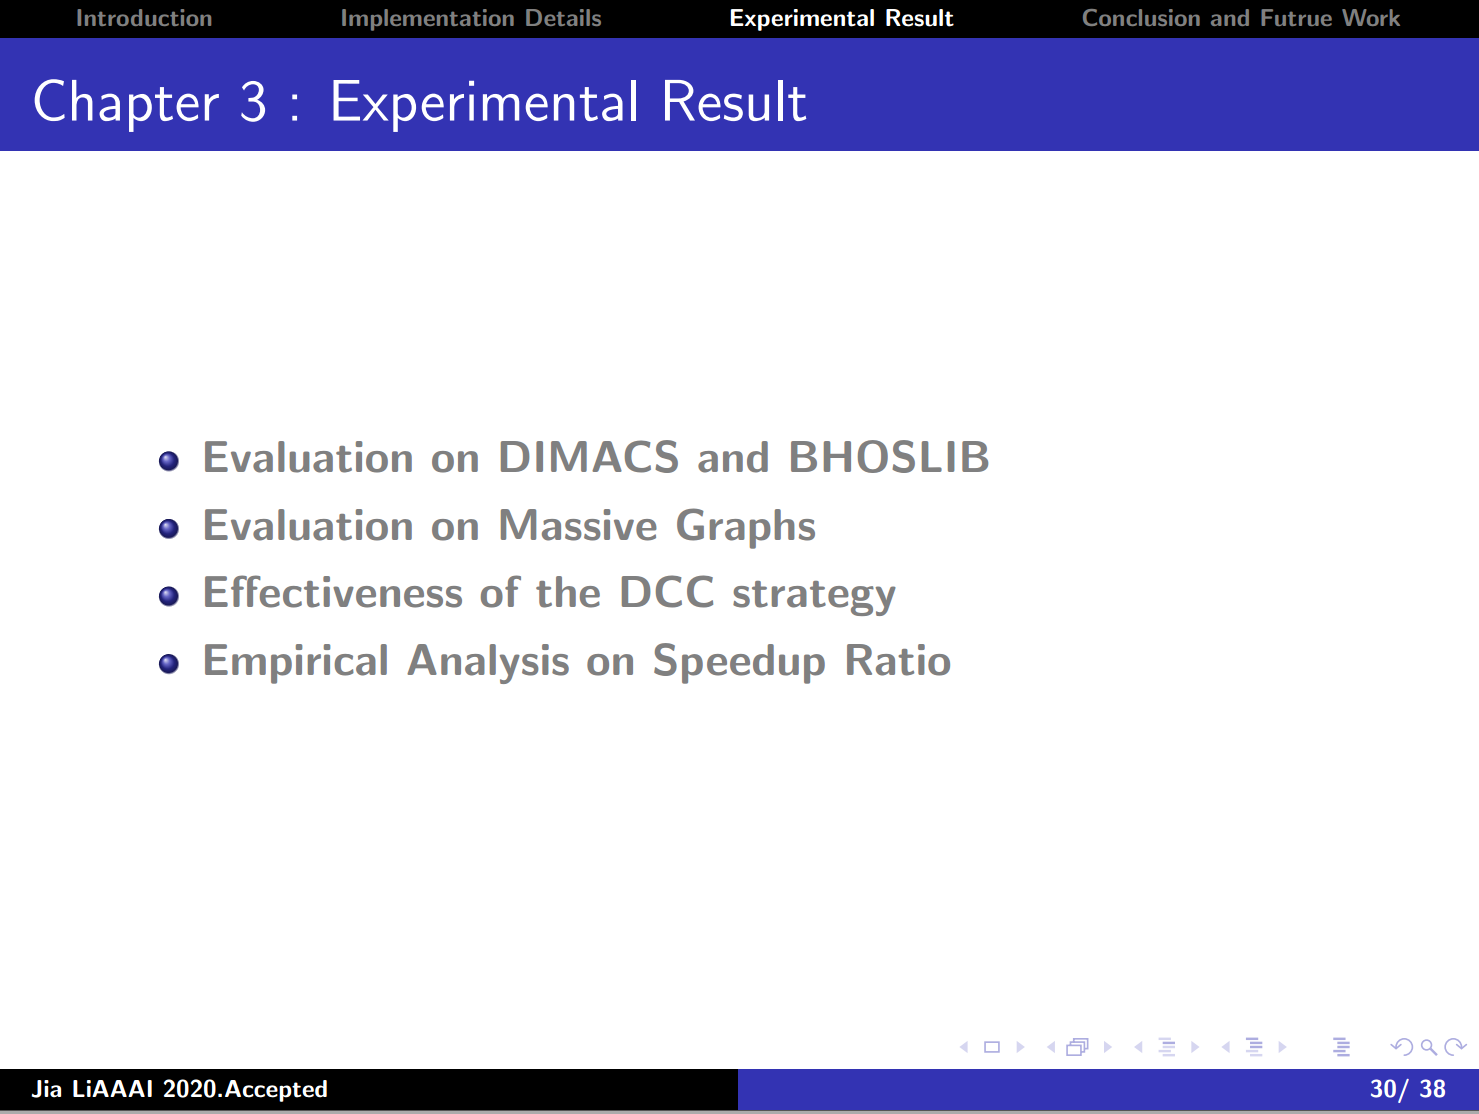 Introduction Implementation Details Experimental Result Conclusion and Futrue Work
Chapter 3 : Experimental Result
Evaluation on DIMACS and BHOSLIB
Evaluation on Massive Graphs
Effectiveness of the DCC strategy
Empirical Analysis on Speedup Ratio
Jia LiAAAI 2020.Accepted 30/ 38